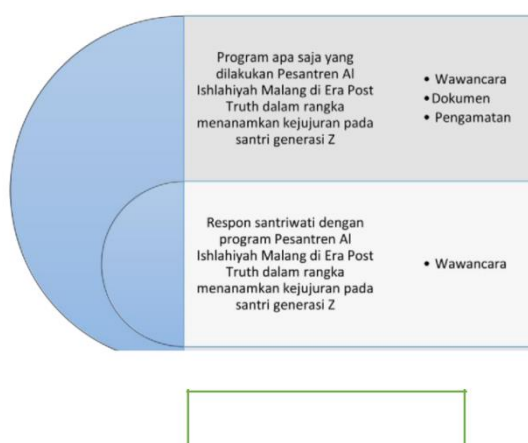 Program apa saja yang
dilakukan Pesantren Al
Ishlahiyah Malang di Era Post
Truth dalam rangka
menanamkan kejujuran pada
santri generasi Z
• Wawancara
•Dokumen
• Pengamatan
Respon santriwati dengan
program Pesantren Al
Ishlahiyah Malang di Era Post
Truth dalam rangka
menanamkan kejujuran pada
santri generasi Z
• Wawancara